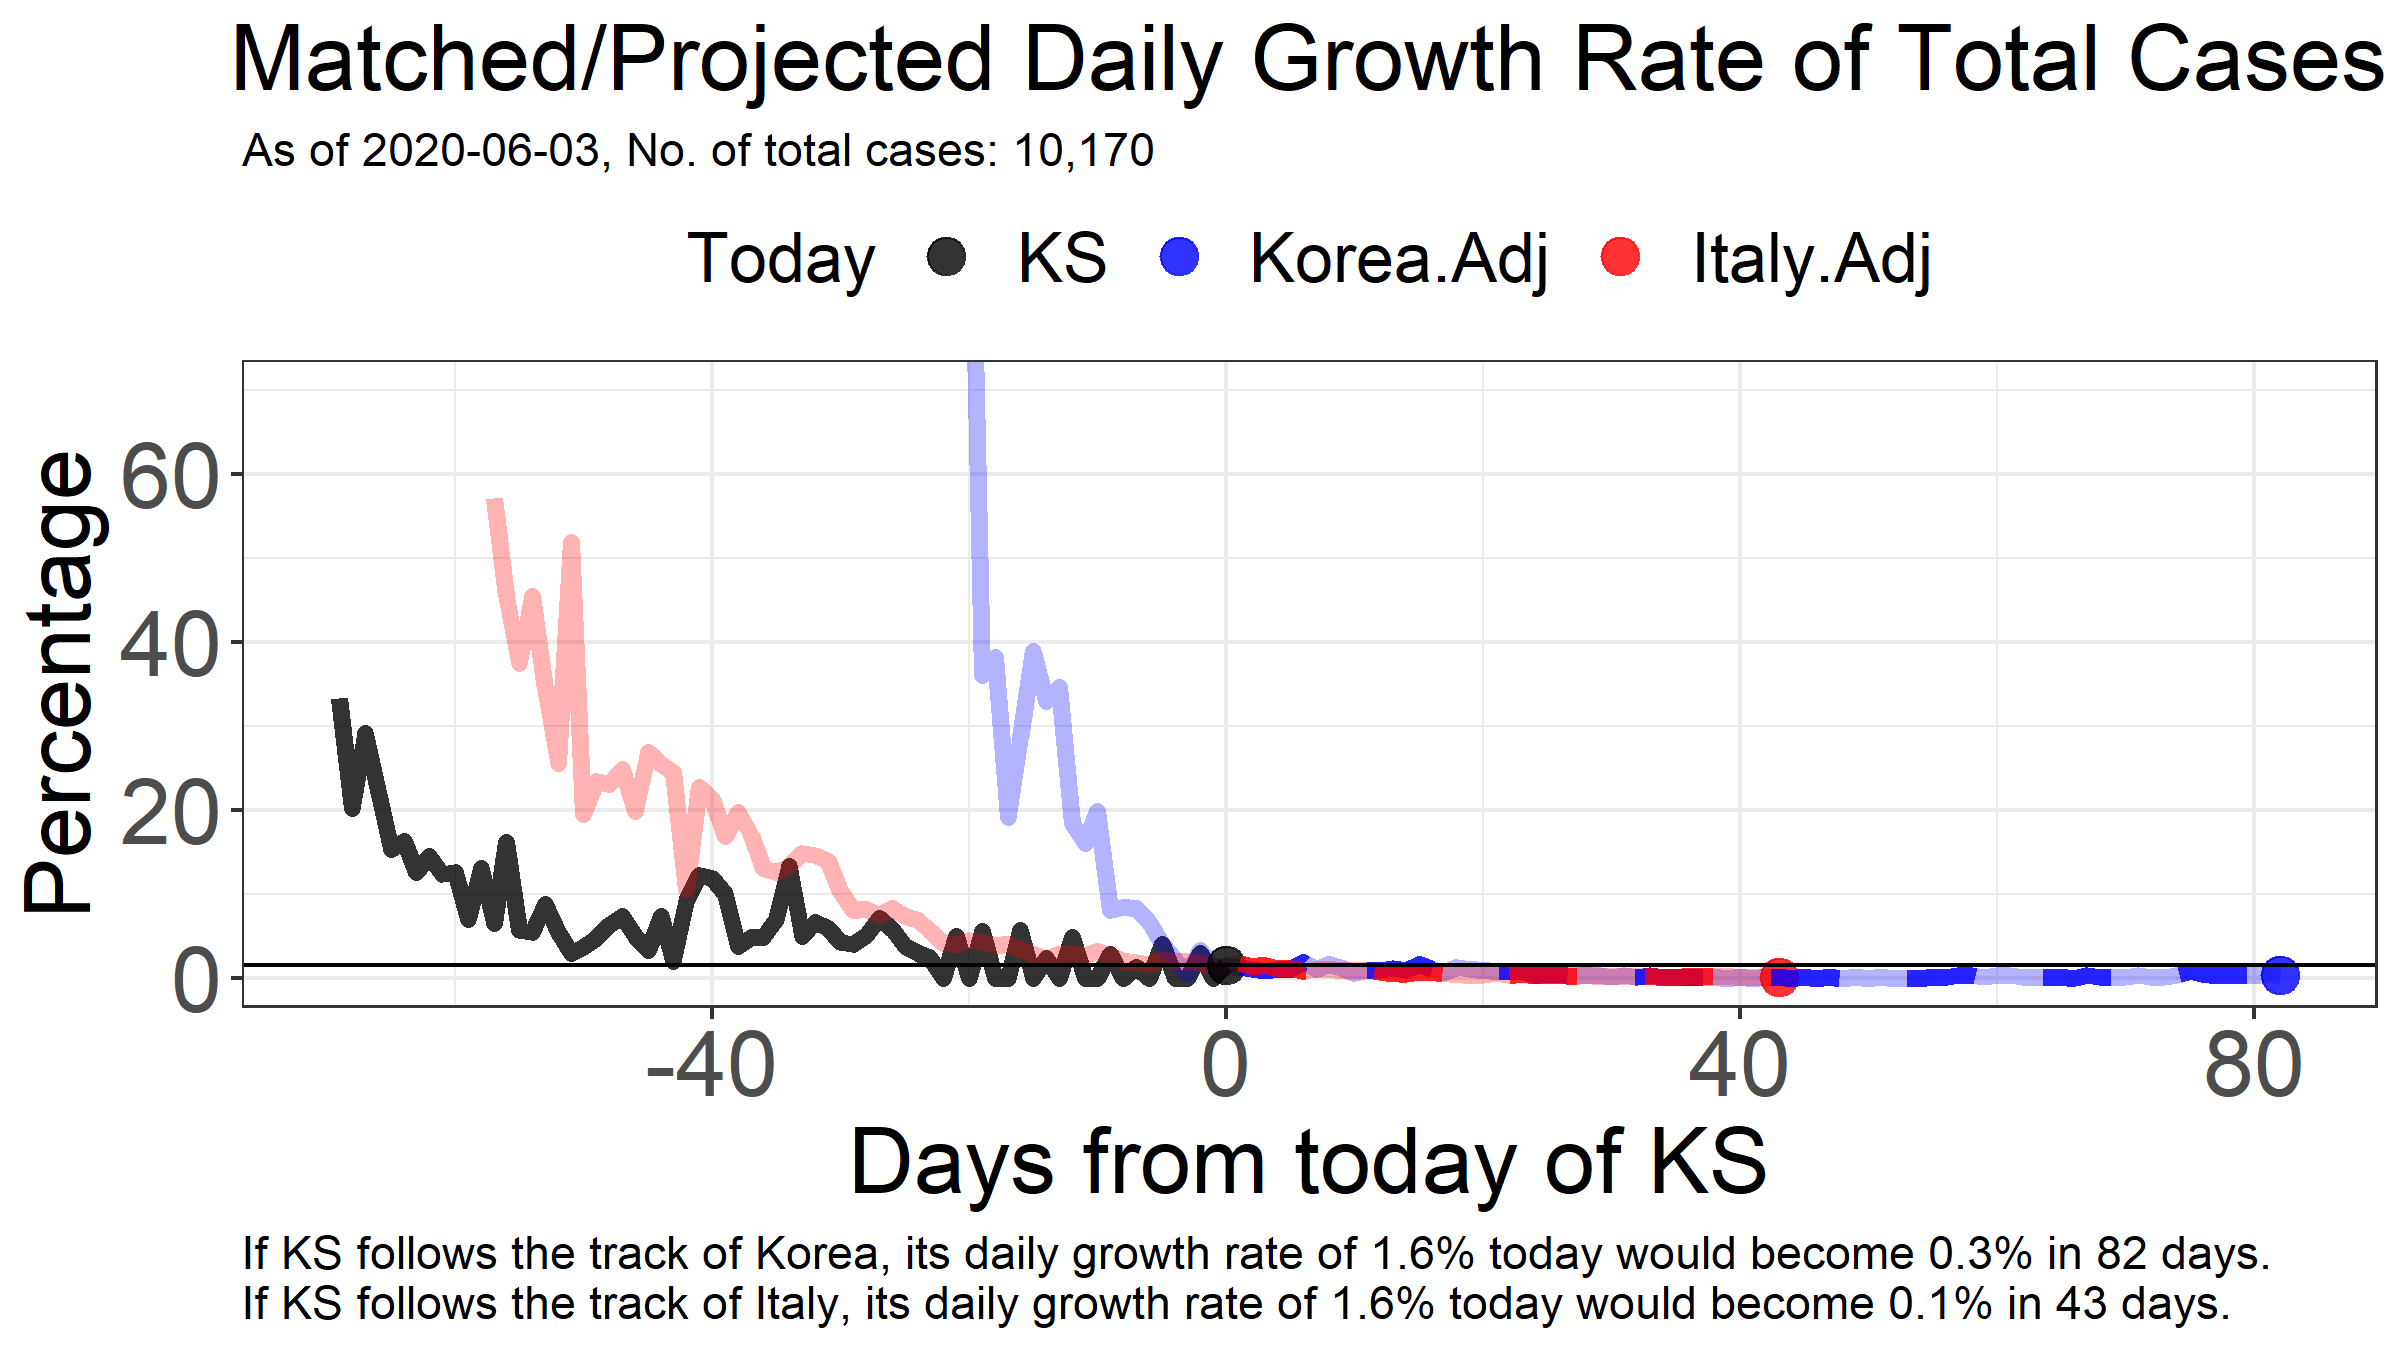 Matched/Projected Daily Growth Rate of Total Cases
As of 2020-06-03, No. of total cases: 10,170
Today KS Korea.Adj Italy.Adj
Percentage
60
40
20
0
-40 0 40 80
Days from today of KS
If KS follows the track of Korea, its daily growth rate of 1.6% today would become 0.3% in 82 days.
If KS follows the track of Italy, its daily growth rate of 1.6% today would become 0.1% in 43 days.